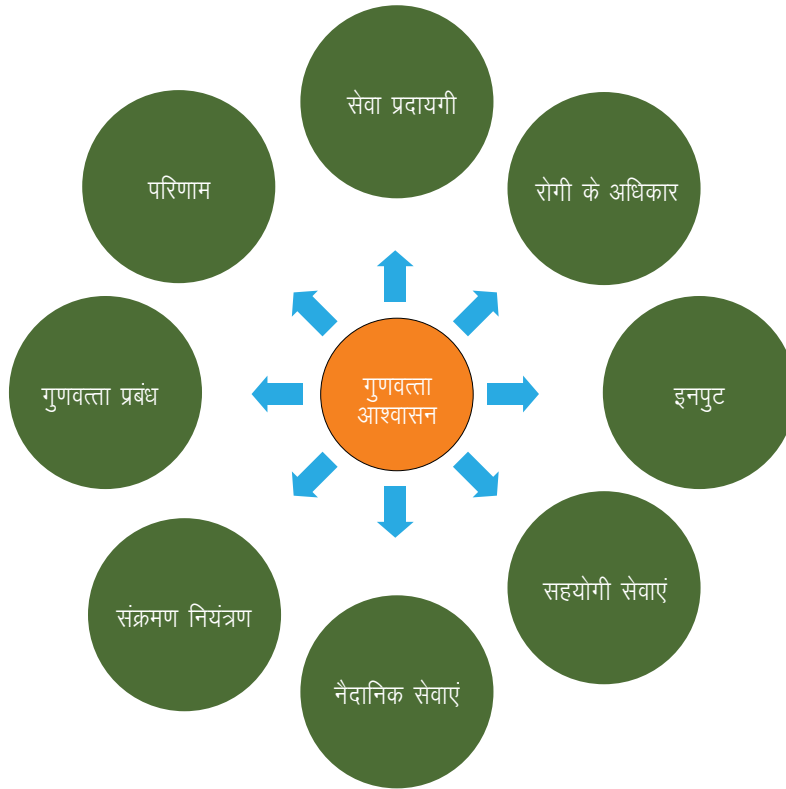 सेवा प्रदायगी
रोगी के अधिकार
इनपुट
सहयोगी सेवाएं
नैदानिक सेवाएं
संक्रमण नियंत्रण
गुणवत्ता प्रबंध
परिणाम
गुणवत्ता
आश्वासन